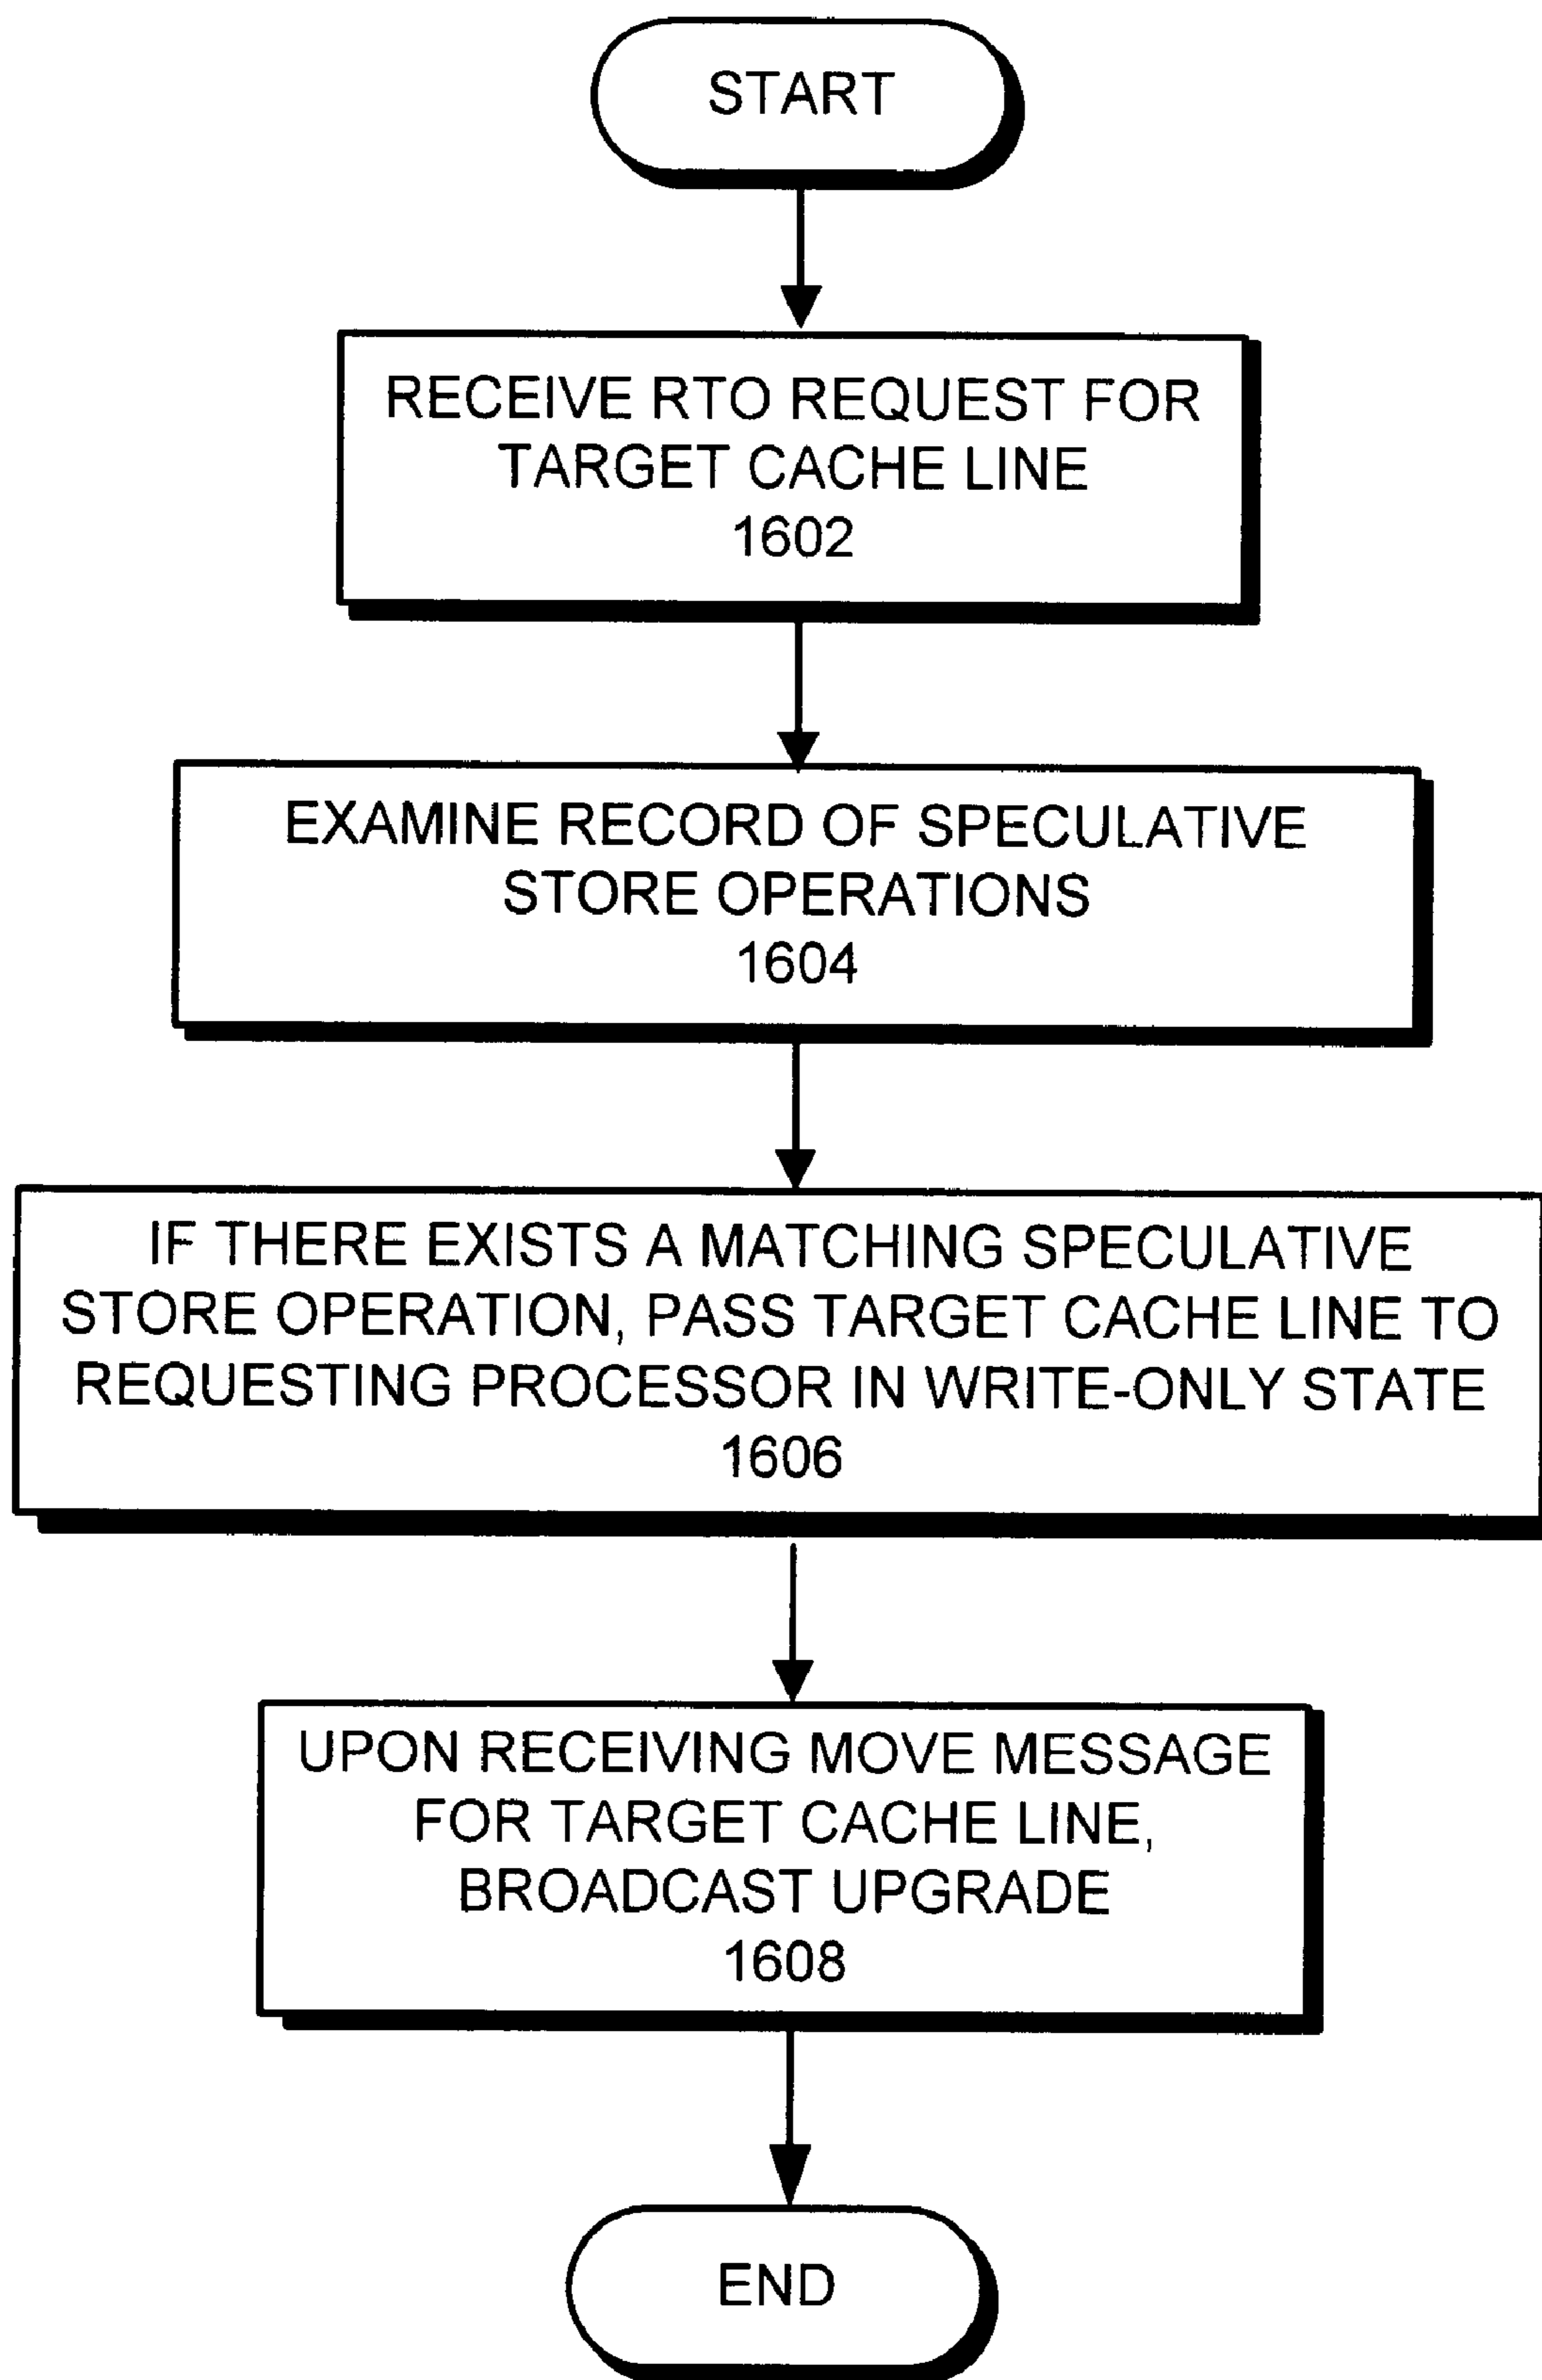 START
RECEIVE RTO REQUEST FOR
TARGET CACHE LINE
1602
EXAMINE RECORD OF SPECULATIVE
STORE OPERATIONS
1604
IF THERE EXISTS A MATCHING SPECULATIVE
STORE OPERATION, PASS TARGET CACHE LINE TO
REQUESTING PROCESSOR IN WRITE-ONLY STATE
1606
UPON RECEIVING MOVE MESSAGE
FOR TARGET CACHE LINE,
BROADCAST UPGRADE
1608
END